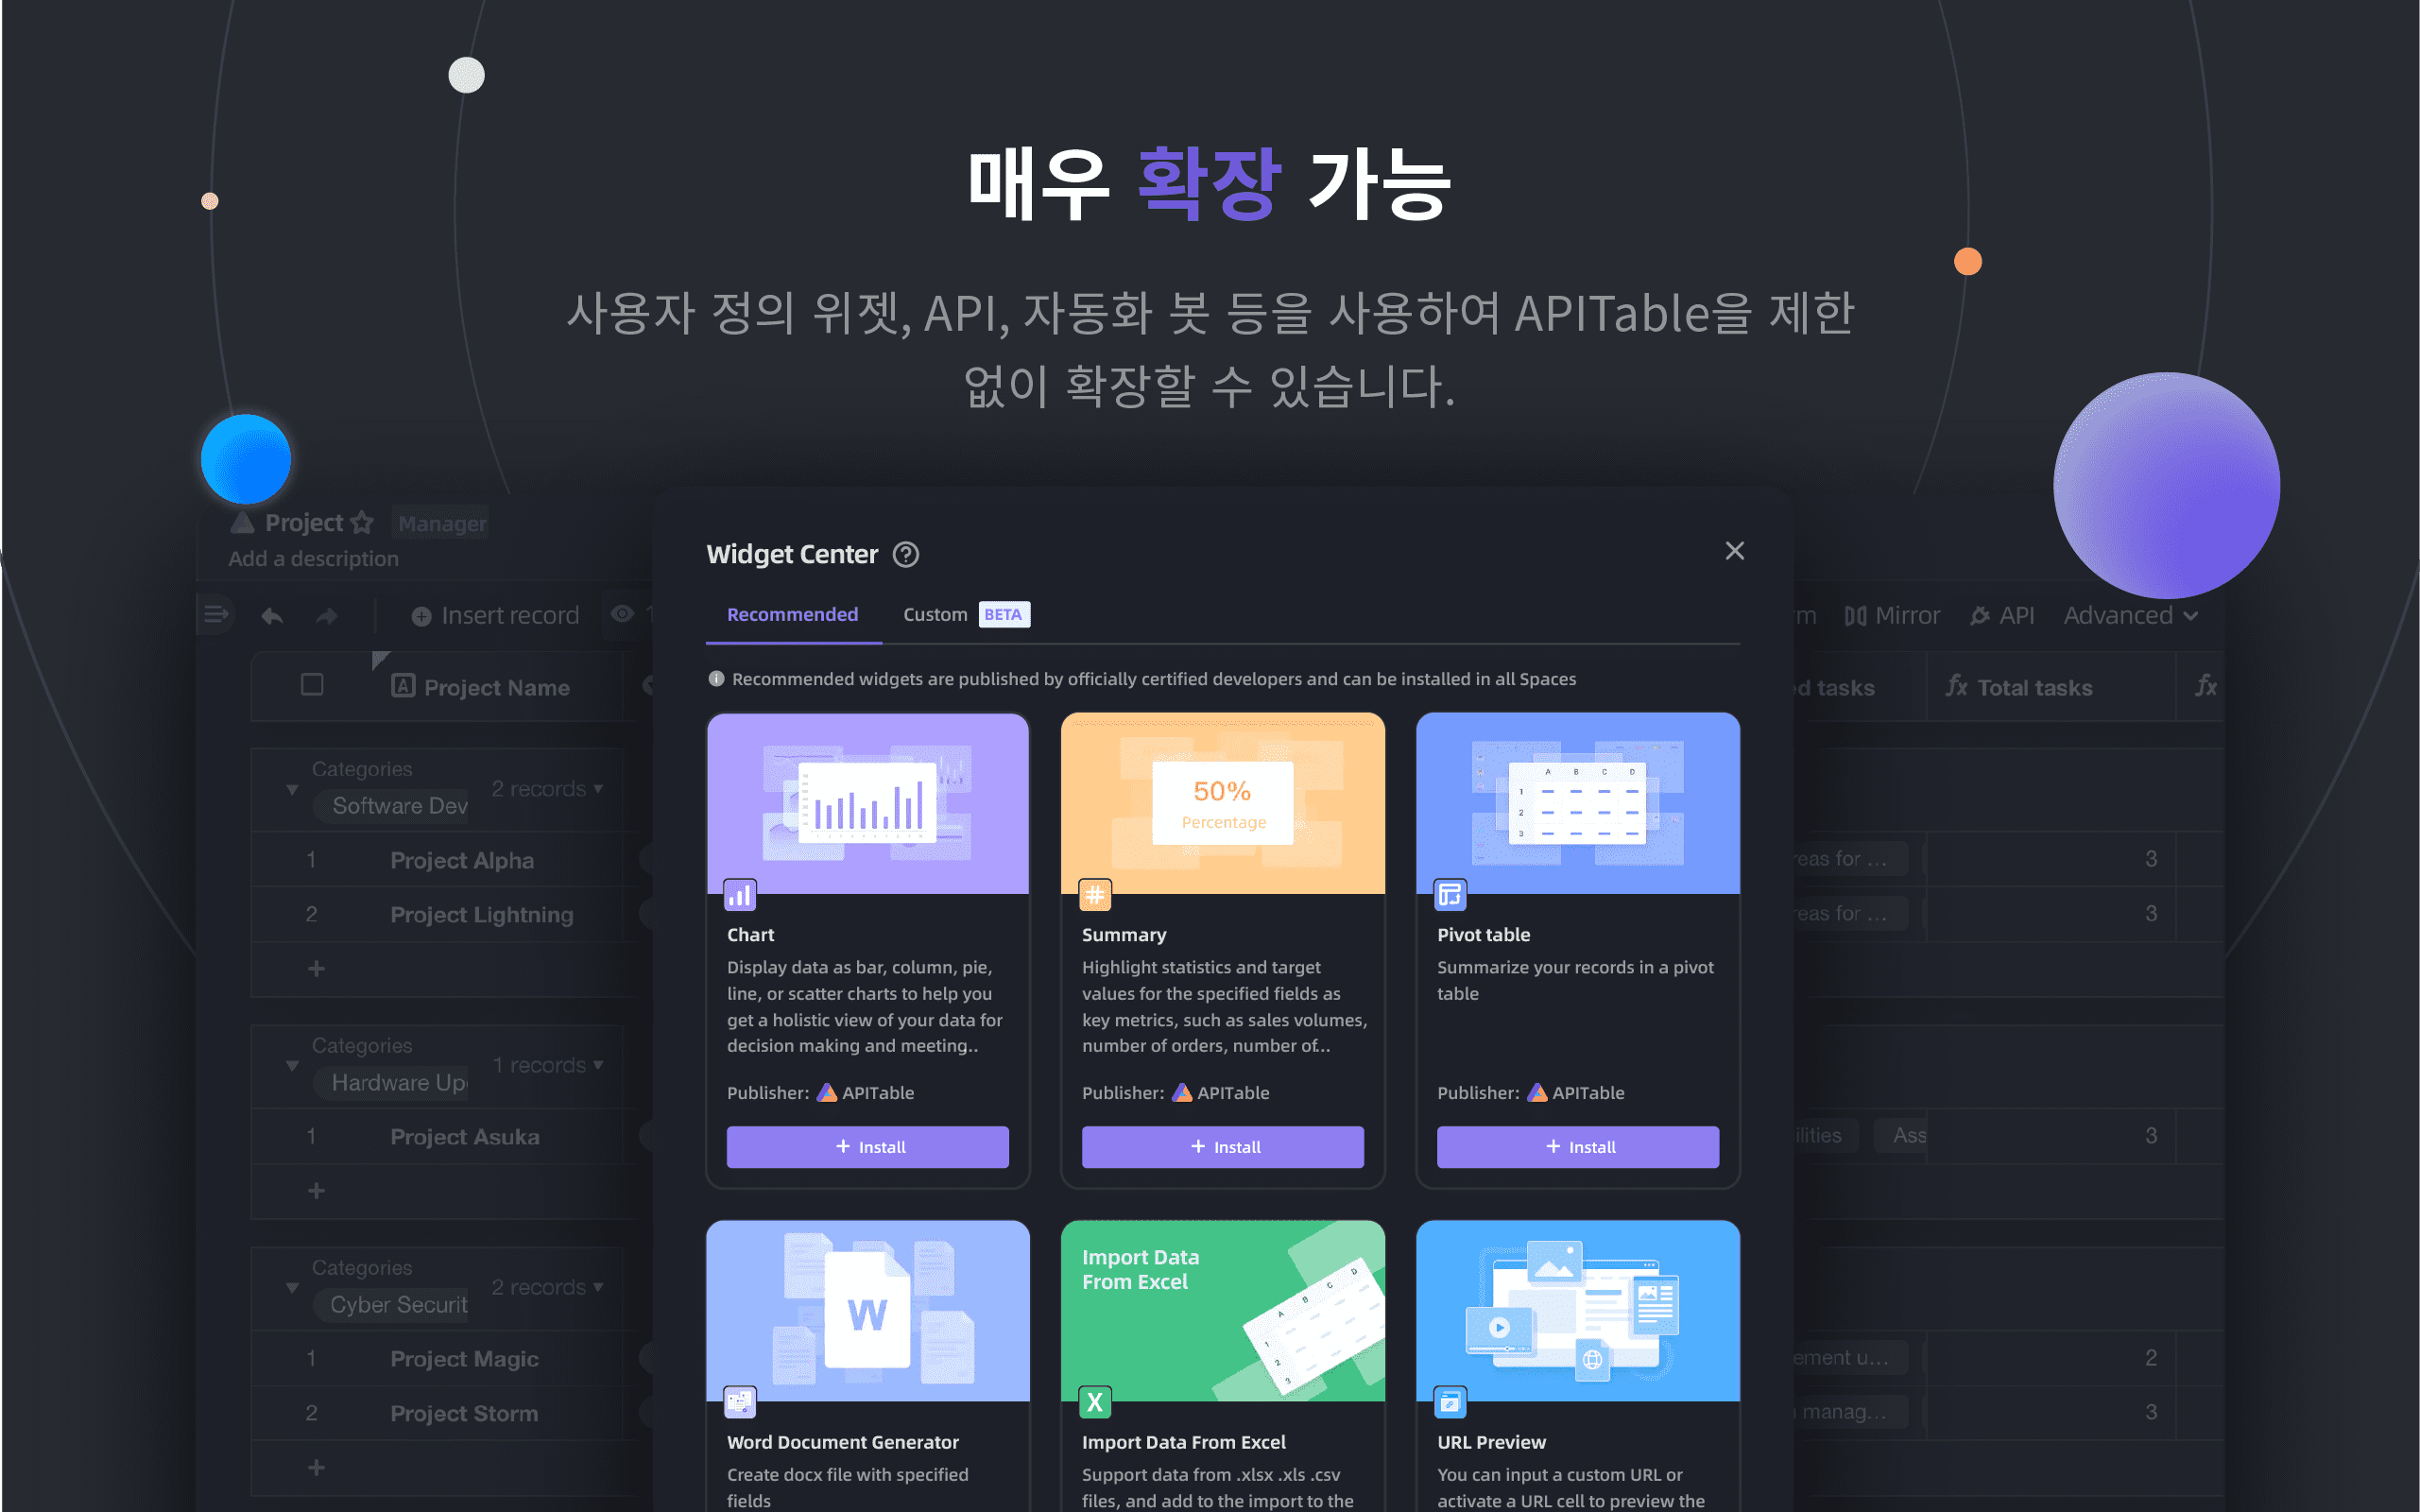 매우 확장 가능
사용자 정의 위젯, API, 자동화 봇 등을 사용하여 APITable을 제한
없이 확장할 수 있습니다.
Project
Manager
Add a description
Insert record
Mirror
API
Advanced
Project Name
tasks
Total tasks
Categories
Software Dev
2 records
1
Project Alpha
2
Project Lightning
Categories
1 records
Hardware
1
Project Asuka
Categories
2 records
Cyber
1
Project Magic
2
Project Storm
for ...
3
for ...
3
3
2
3
Widget Center
Recommended
Custom
BETA
Recommended widgets are published by officially certified developers and can be installed in all Spaces
Chart
Display data as bar, column, pie,
line, or scatter charts to help you
get a holistic view of your data for
decision making and meeting..
Publisher: APITable
+ Install
50%
Percentage
Summary
Highlight statistics and target
values for the specified fields as
key metrics, such as sales volumes,
number of orders, number of...
Publisher: APITable
+ Install
A B C D
1
2
3
Pivot table
Summarize your records in a pivot
table
Publisher: APITable
+ Install
W
Word Document Generator
Create docx file with specified
fields
Import Data
From Excel
A B C D
1
2
3
X
Import Data From Excel
Support data from .xlsx .xls .csv
files, and add to the import to the
URL Preview
You can input a custom URL or
activate a URL cell to preview the